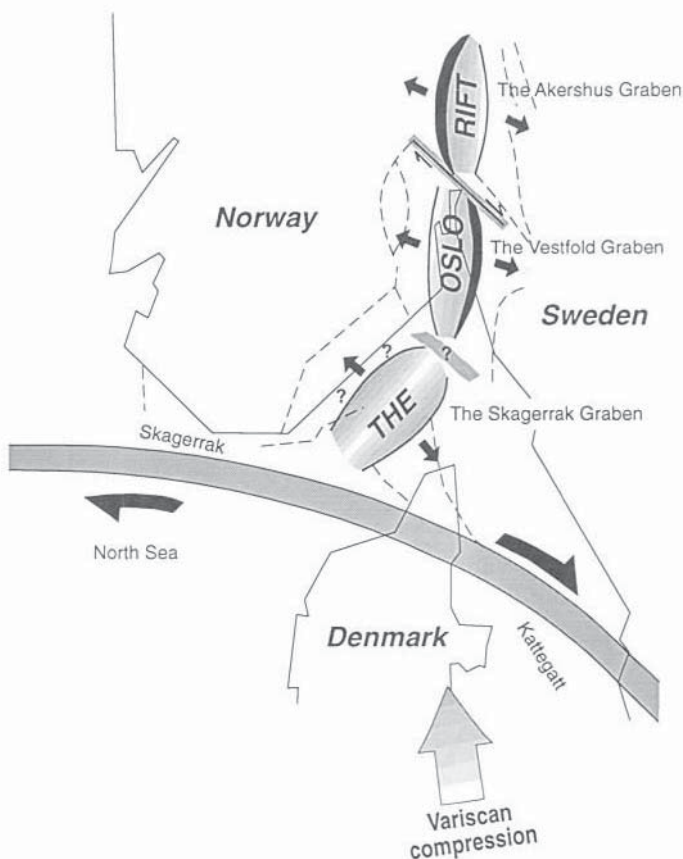 The Akershus Graben
RIFT
Norway
OSLO
The Vestfold Graben
Sweden
?
?
?
THE
The Skagerrak Graben
Skagerrak
North Sea
Denmark
Kattegatt
Variscan
compression